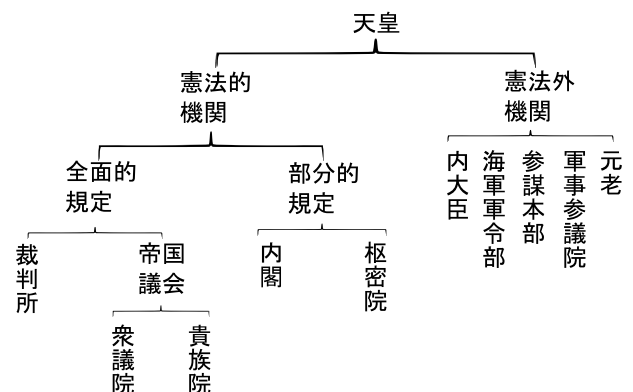 天皇
憲法的
機関
憲法外
機関
全面的
規定
部分的
規定
内大臣
海軍軍令部
参謀本部
軍事参議院
元老
裁判所
帝国
議会
内閣
枢密院
衆議院
貴族院